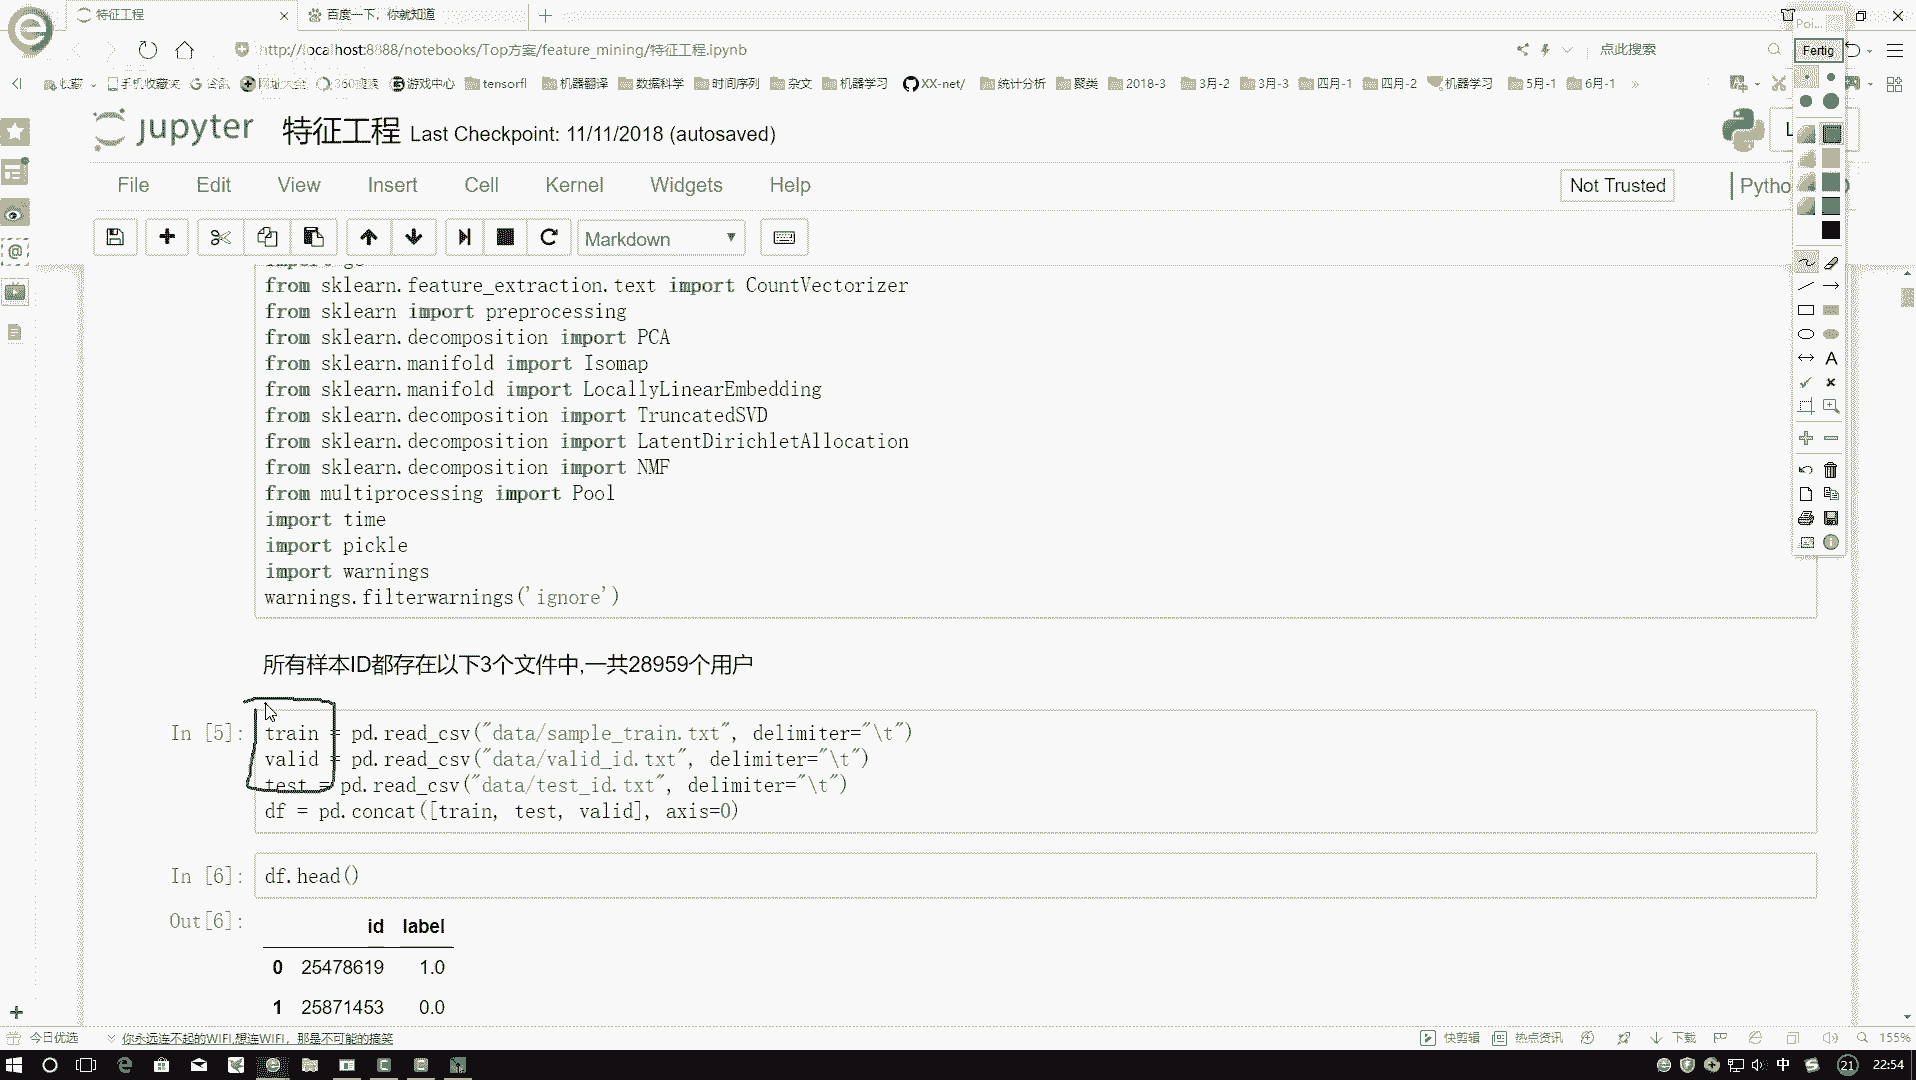 特征工程
百度一下，你就知道
http://localhost:8888/notebooks/Top方案/feature_mining/特征工程.ipynb
点此搜索
Fertig
收藏 手机收藏夹 网址大全 游戏中心 tensorfl 机器翻译 数据科学 时间序列 杂文 机器学习 XX-net/ 统计分析 聚类 2018-3 3月-2 3月-3 四月-1 四月-2 机器学习 5月-1 6月-1 »
jupyter 特征工程 Last Checkpoint: 11/11/2018 (autosaved)
File Edit View Insert Cell Kernel Widgets Help
Not Trusted
Markdown
from sklearn.feature_extraction.text import CountVectorizer
from sklearn import preprocessing
from sklearn.decomposition import PCA
from sklearn.manifold import Isomap
from sklearn.manifold import LocallyLinearEmbedding
from sklearn.decomposition import TruncatedSVD
from sklearn.decomposition import LatentDirichletAllocation
from sklearn.decomposition import NMF
from multiprocessing import Pool
import time
import pickle
import warnings
warnings.filterwarnings('ignore')
所有样本ID都存在以下3个文件中,一共28959个用户
In [5]: train = pd.read_csv("data/sample_train.txt", delimiter="\t")
valid = pd.read_csv("data/valid_id.txt", delimiter="\t")
test = pd.read_csv("data/test_id.txt", delimiter="\t")
df = pd.concat([train, test, valid], axis=0)
In [6]: df.head()
Out[6]:
id label
0 25478619 1.0
1 25871453 0.0
今日优选 你永远连不起的WIFI,想连WIFI，那是不可能的搞笑
快剪辑 热点资讯 下载 155%
中 21 22:54